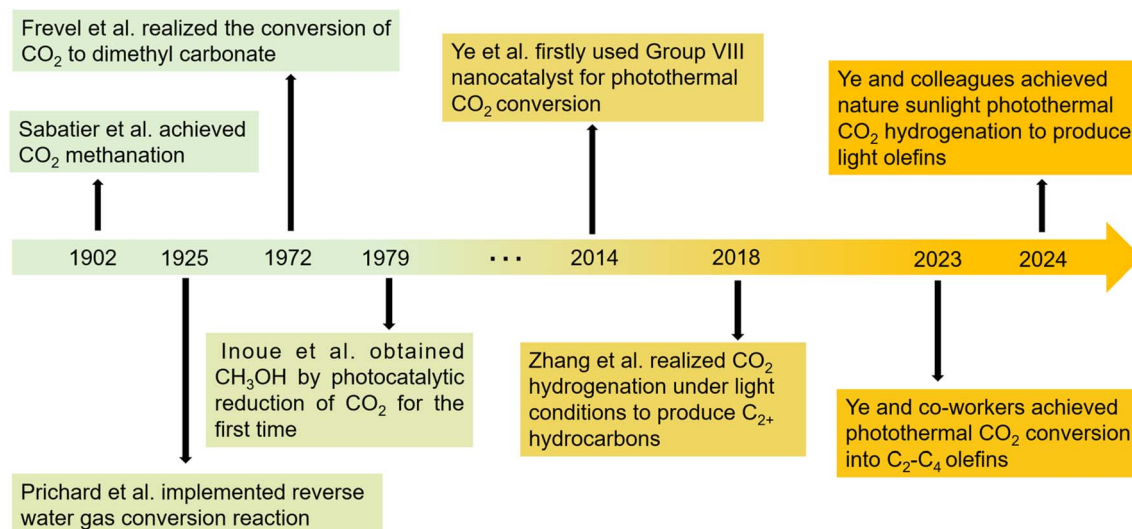 Frevel et al. realized the conversion of
CO₂ to dimethyl carbonate
Sabatier et al. achieved
CO₂ methanation
Ye et al. firstly used Group VIII
nanocatalyst for photothermal
CO₂ conversion
Ye and colleagues achieved
nature sunlight photothermal
CO₂ hydrogenation to produce
light olefins
1902 1925 1972 1979 ··· 2014 2018 2023 2024
Inoue et al. obtained
CH₃OH by photocatalytic
reduction of CO₂ for the
first time
Prichard et al. implemented reverse
water gas conversion reaction
Zhang et al. realized CO₂
hydrogenation under light
conditions to produce C₂₊
hydrocarbons
Ye and co-workers achieved
photothermal CO₂ conversion
into C₂-C₄ olefins